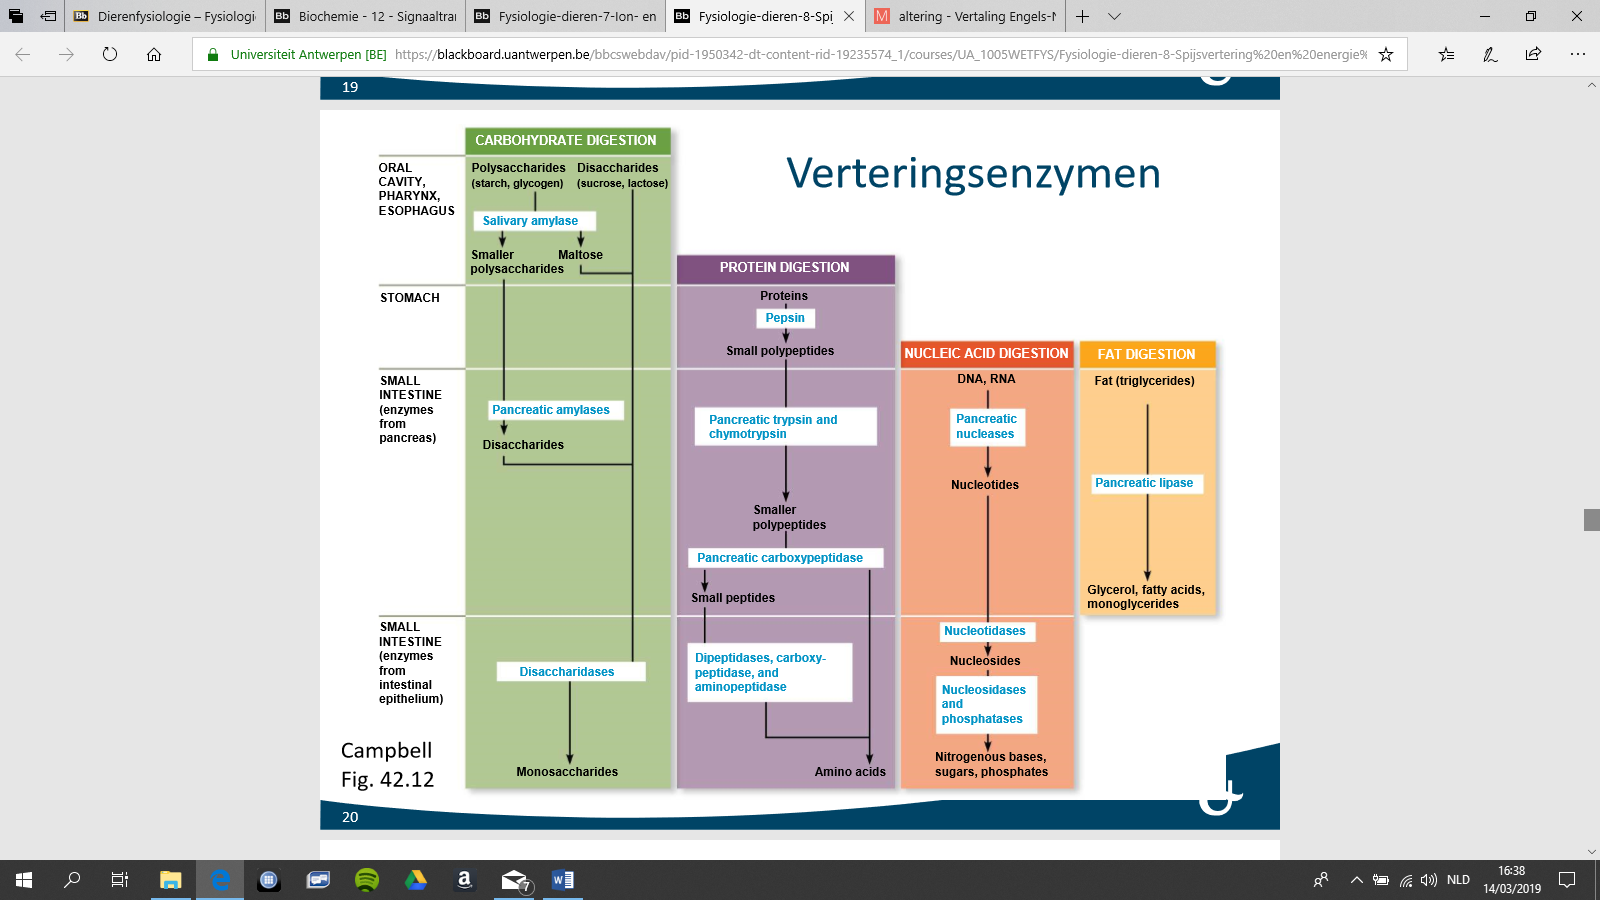 Dierenfysiologie – Fysiologi
Biochemie - 12 - Signaaltrar
Fysiologie-dieren-7-Ion- en
Fysiologie-dieren-8-Spij
altering - Vertaling Engels-N
Universiteit Antwerpen [BE] https://blackboard.uantwerpen.be/bbcswebdav/pid-1950342-dt-content-rid-19235574_1/courses/UA_1005WETFYS/Fysiologie-dieren-8-Spijsvertering%20en%20energie%
19
Verteringsenzymen
CARBOHYDRATE DIGESTION
ORAL
CAVITY,
PHARYNX,
ESOPHAGUS
Polysaccharides
(starch, glycogen)
Disaccharides
(sucrose, lactose)
Salivary amylase
Smaller
polysaccharides
Maltose
PROTEIN DIGESTION
STOMACH
Proteins
Pepsin
Small polypeptides
NUCLEIC ACID DIGESTION
FAT DIGESTION
SMALL
INTESTINE
(enzymes
from
pancreas)
Pancreatic amylases
Disaccharides
Pancreatic trypsin and
chymotrypsin
Smaller
polypeptides
Pancreatic carboxypeptidase
Small peptides
DNA, RNA
Pancreatic
nucleases
Nucleotides
Fat (triglycerides)
Pancreatic lipase
Glycerol, fatty acids,
monoglycerides
SMALL
INTESTINE
(enzymes
from
intestinal
epithelium)
Disaccharidases
Monosaccharides
Dipeptidases, carboxy-
peptidase, and
aminopeptidase
Amino acids
Nucleotidases
Nucleosides
Nucleosidases
and
phosphatases
Nitrogenous bases,
sugars, phosphates
Campbell
Fig. 42.12
20
7
NLD
16:38
14/03/2019